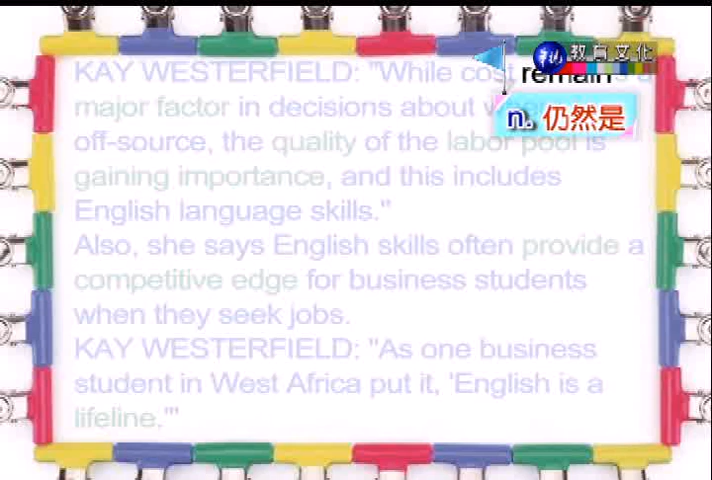 華視 教育文化
remain
n. 仍然是
KAY WESTERFIELD: "While cost a
major factor in decisions about
off-source, the quality of the labor pool is
gaining importance, and this includes
English language skills."
Also, she says English skills often provide a
competitive edge for business students
when they seek jobs.
KAY WESTERFIELD: "As one business
student in West Africa put it, 'English is a
lifeline.'"